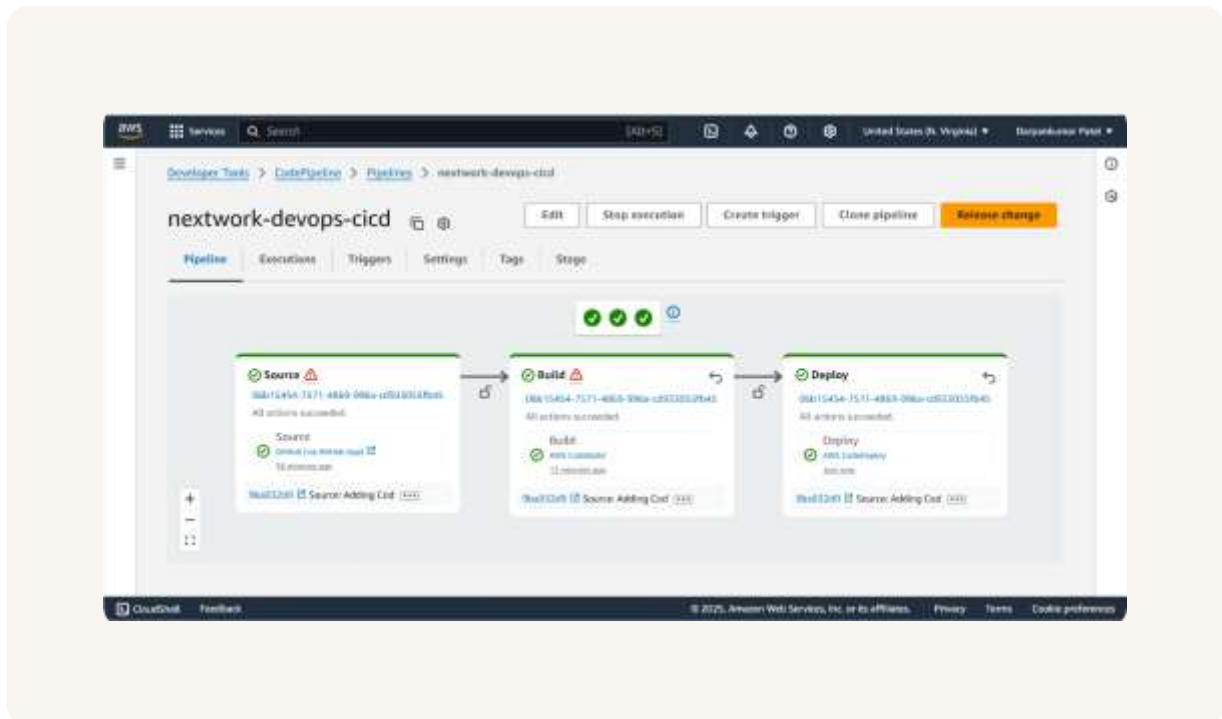 aws Services Search [Alt+S] United States (N. Virginia)
Developer Tools > CodePipeline > Pipelines > nextwork-devops-cicd
nextwork-devops-cicd
Edit Stop execution Create trigger Clone pipeline Release change
Pipeline Executions Triggers Settings Tags Stage
Source
All actions succeeded.
Source
Source: Adding Cod
Build
All actions succeeded.
Build
AWS CodeBuild
Source: Adding Cod
Deploy
All actions succeeded.
Deploy
AWS CodeDeploy
Just now
Source: Adding Cod
CloudShell Feedback © 2025, Amazon Web Services, Inc. or its affiliates. Privacy Terms Cookie preferences